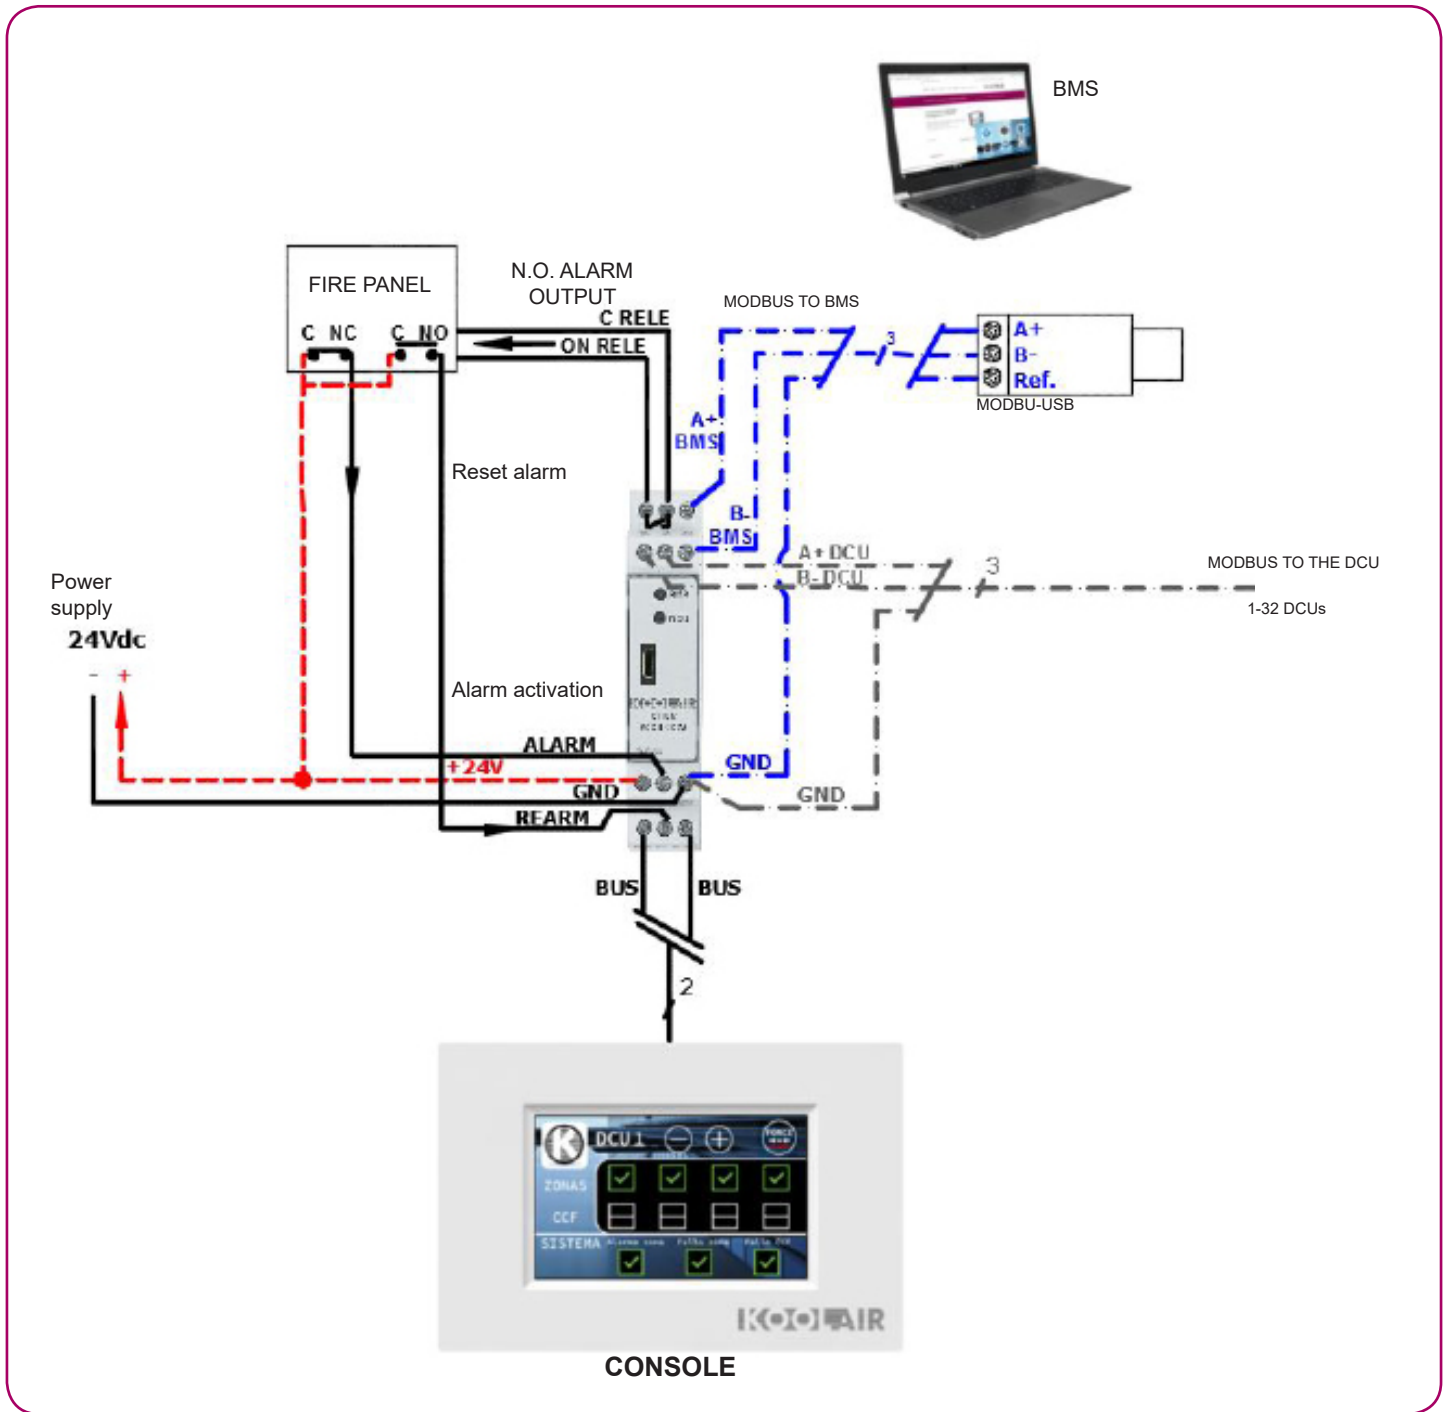 BMS
FIRE PANEL
C NC
C NO
N.O. ALARM
OUTPUT
C RELE
ON RELE
MODBUS TO BMS
3
A+
B-
Ref.
MODBU-USB
A+
BMS
Reset alarm
B-
BMS
A+DCU
B-DCU
3
MODBUS TO THE DCU
1-32 DCUs
Power
supply
24Vdc
- +
Alarm activation
ALARM
+24V
GND
REARM
GND
GND
BUS
BUS
2
DCU1
ZONAS
CCF
SISTEMA
KOOLAIR
CONSOLE